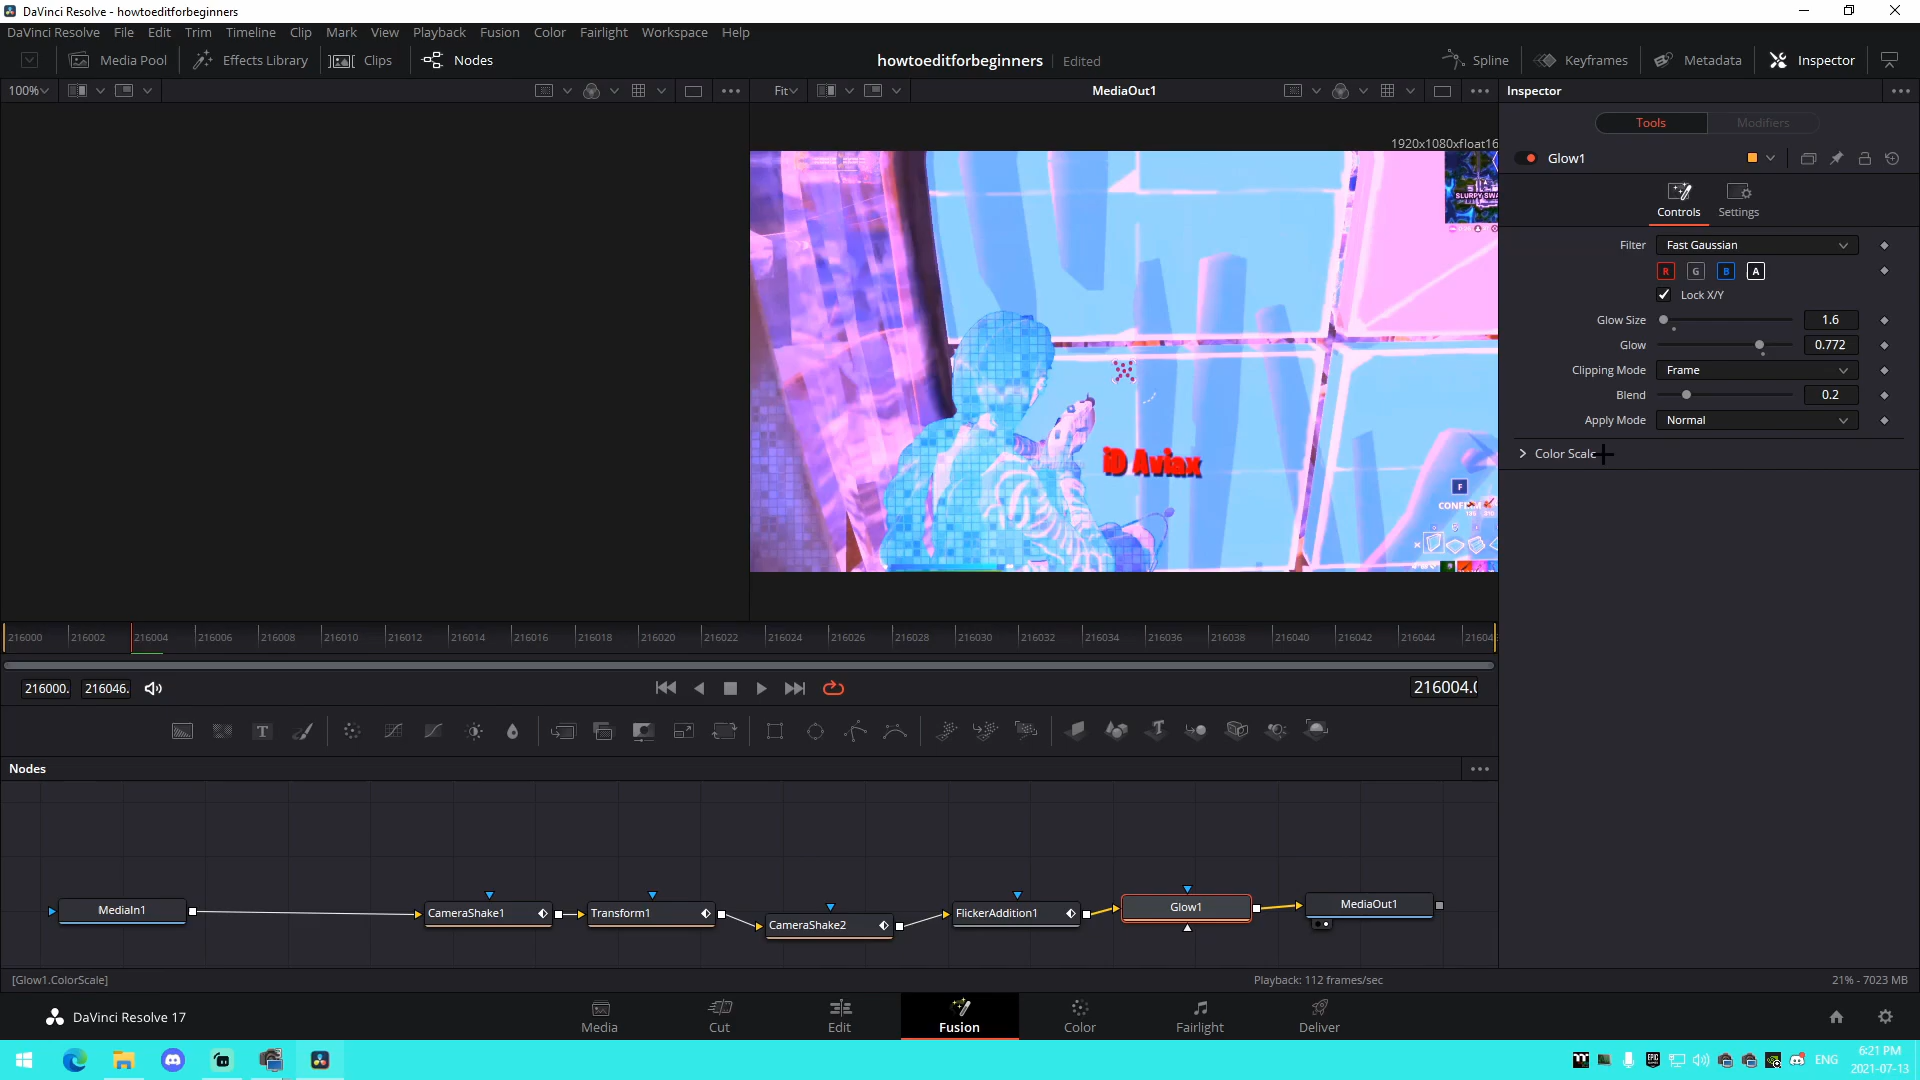 DaVinci Resolve - howtoeditforbeginners
DaVinci Resolve File Edit Trim Timeline Clip Mark View Playback Fusion Color Fairlight Workspace Help
Media Pool Effects Library Clips Nodes howtoeditforbeginners Edited Spline Keyframes Metadata Inspector
100% Fit MediaOut1 Inspector
Tools Modifiers
1920x1080xfloat16
Glow1
SLURPY SWA
Controls Settings
Filter Fast Gaussian
R G B A
Lock X/Y
Glow Size 1.6
Glow 0.772
Clipping Mode Frame
Blend 0.2
Apply Mode Normal
Color Scale
iD Aviax
F
216000 216002 216004 216006 216008 216010 216012 216014 216016 216018 216020 216022 216024 216026 216028 216030 216032 216034 216036 216038 216040 216042 216044 21604
216000. 216046. 216004.0
Nodes
MediaIn1 CameraShake1 Transform1 CameraShake2 FlickerAddition1 Glow1 MediaOut1
[Glow1.ColorScale] Playback: 112 frames/sec 21% - 7023 MB
DaVinci Resolve 17 Media Cut Edit Fusion Color Fairlight Deliver
ENG 6:21 PM
2021-07-13